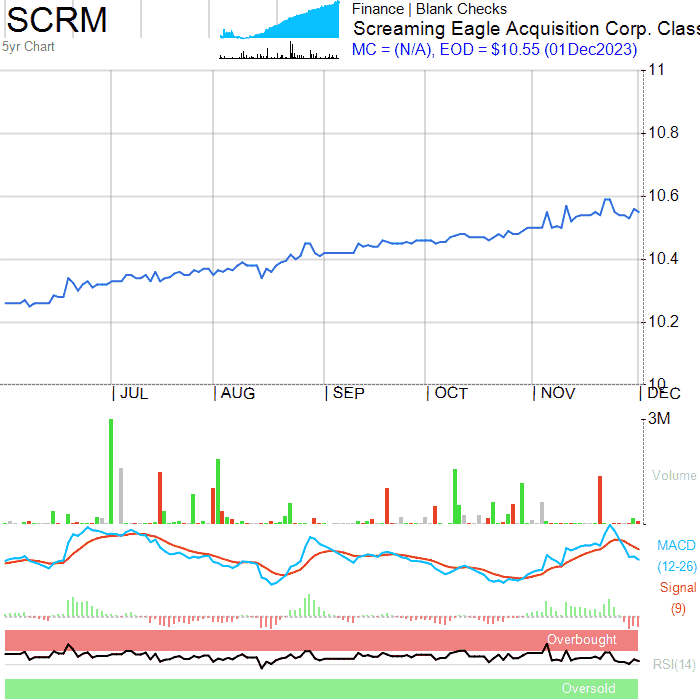 SCRM
5yr Chart
Finance | Blank Checks
Screaming Eagle Acquisition Corp. Class
MC = (N/A), EOD = $10.55 (01Dec2023)
11
10.8
10.6
10.4
10.2
10
JUL
AUG
SEP
OCT
NOV
DEC
3M
Volume
MACD
(12-26)
Signal
(9)
Overbought
RSI(14)
Oversold